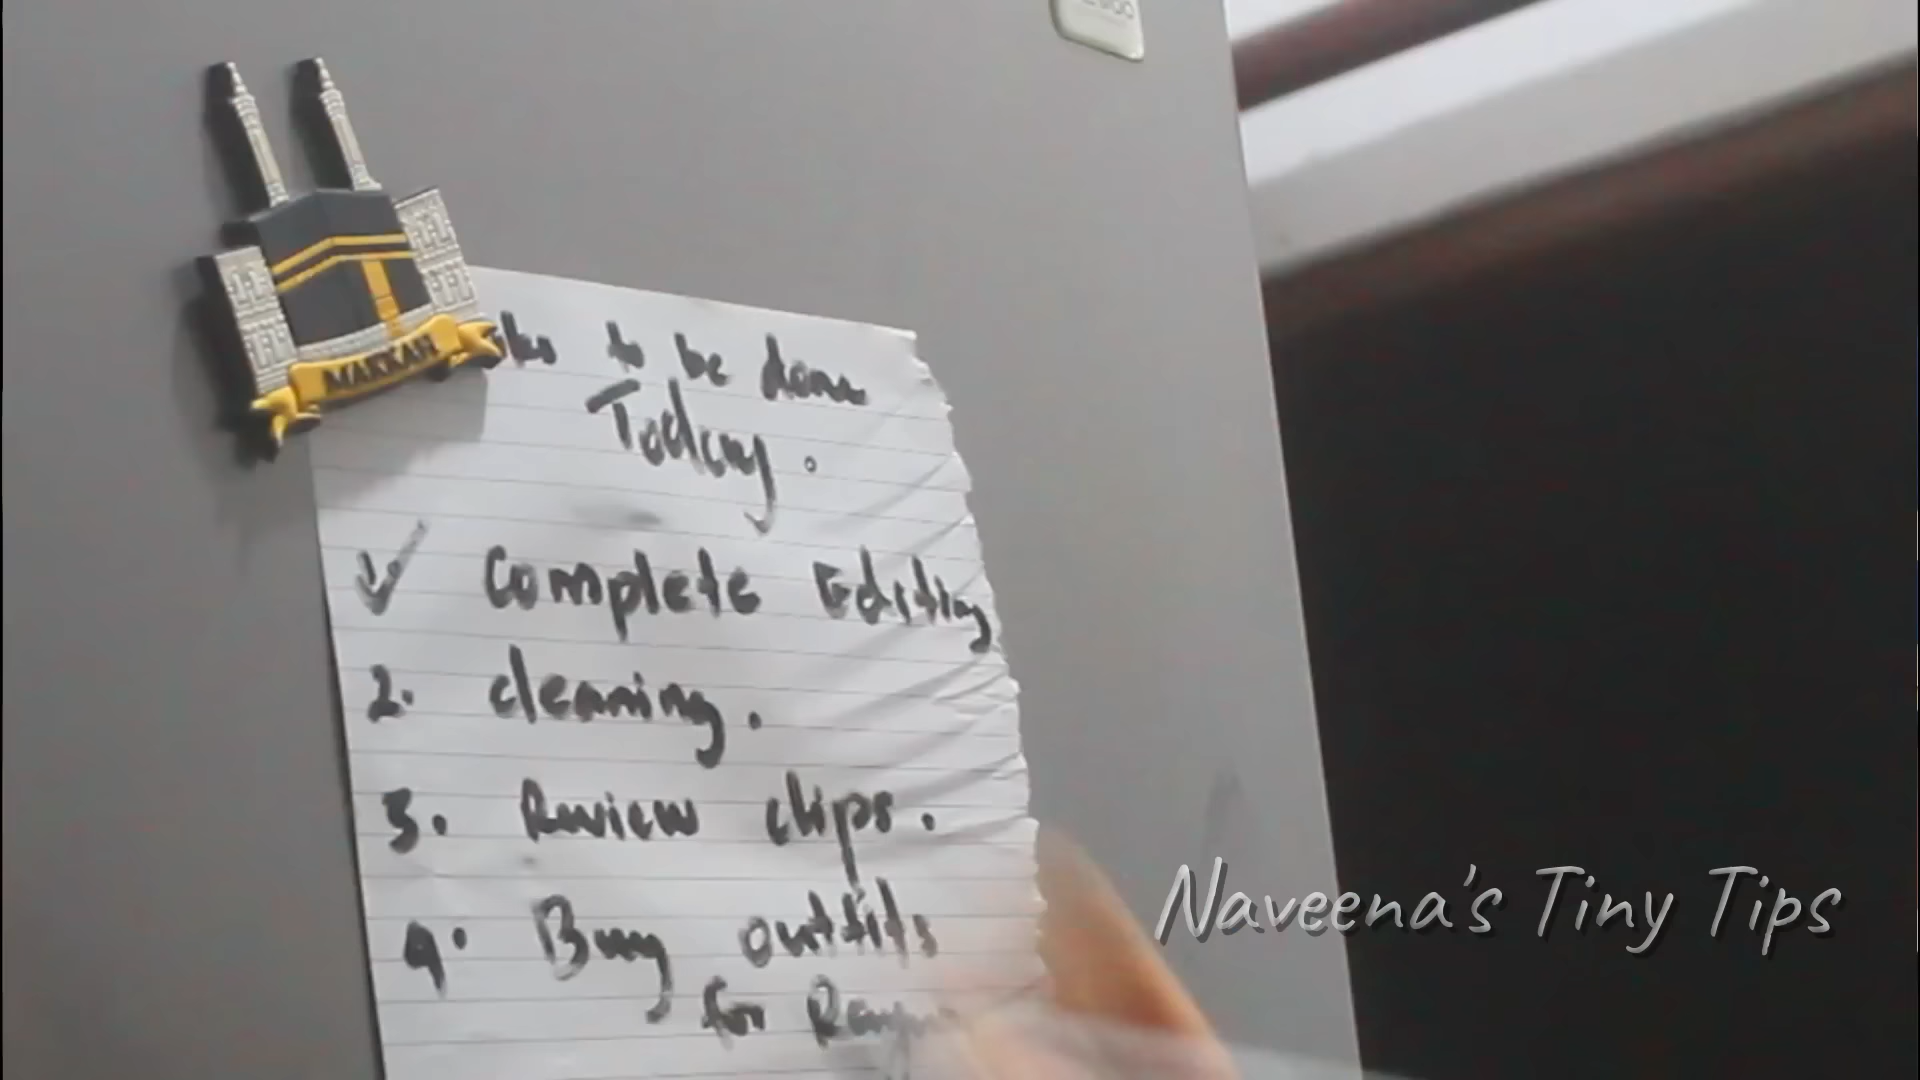 MAKKAH
to be done
Today.
1. Complete Editing
2. cleaning.
3. Review clips.
4. Buy outfits
for
Naveena's Tiny Tips